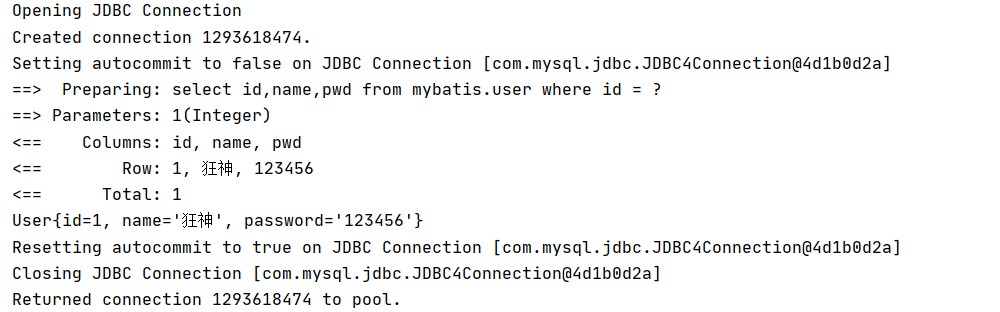 Opening JDBC Connection
Created connection 1293618474.
Setting autocommit to false on JDBC Connection [com.mysql.jdbc.JDBC4Connection@4d1b0d2a]
==>  Preparing: select id,name,pwd from mybatis.user where id = ?
==> Parameters: 1(Integer)
<==    Columns: id, name, pwd
<==        Row: 1, 狂神, 123456
<==      Total: 1
User{id=1, name='狂神', password='123456'}
Resetting autocommit to true on JDBC Connection [com.mysql.jdbc.JDBC4Connection@4d1b0d2a]
Closing JDBC Connection [com.mysql.jdbc.JDBC4Connection@4d1b0d2a]
Returned connection 1293618474 to pool.